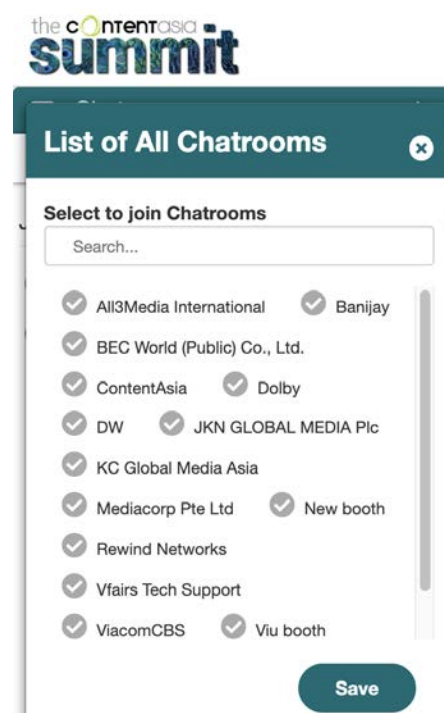 the contentasia
summit
List of All Chatrooms
Select to join Chatrooms
Search...
All3Media International Banijay
BEC World (Public) Co., Ltd.
ContentAsia Dolby
DW JKN GLOBAL MEDIA Plc
KC Global Media Asia
Mediacorp Pte Ltd New booth
Rewind Networks
Vfairs Tech Support
ViacomCBS Viu booth
Save